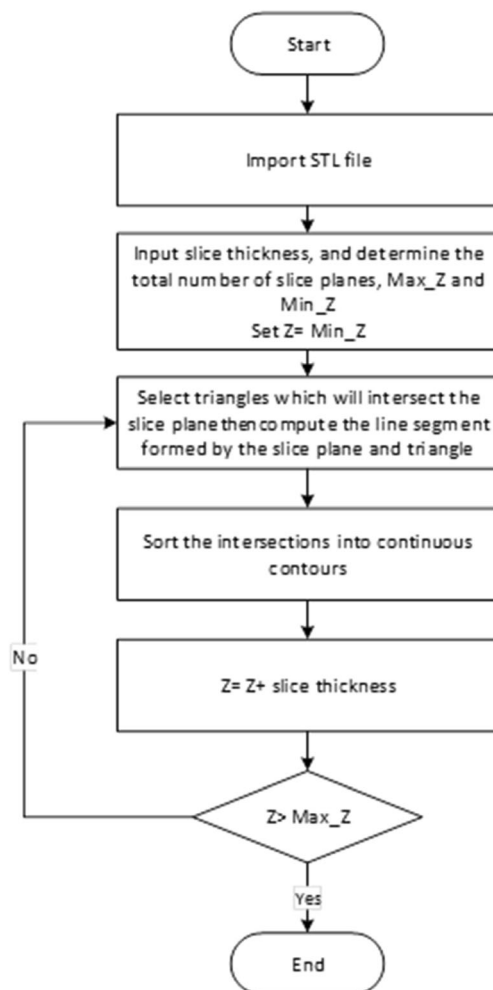 Start
Import STL file
Input slice thickness, and determine the
total number of slice planes, Max_Z and
Min_Z
Set Z= Min_Z
Select triangles which will intersect the
slice plane then compute the line segment
formed by the slice plane and triangle
Sort the intersections into continuous
contours
No
Z= Z+ slice thickness
Z> Max_Z
Yes
End